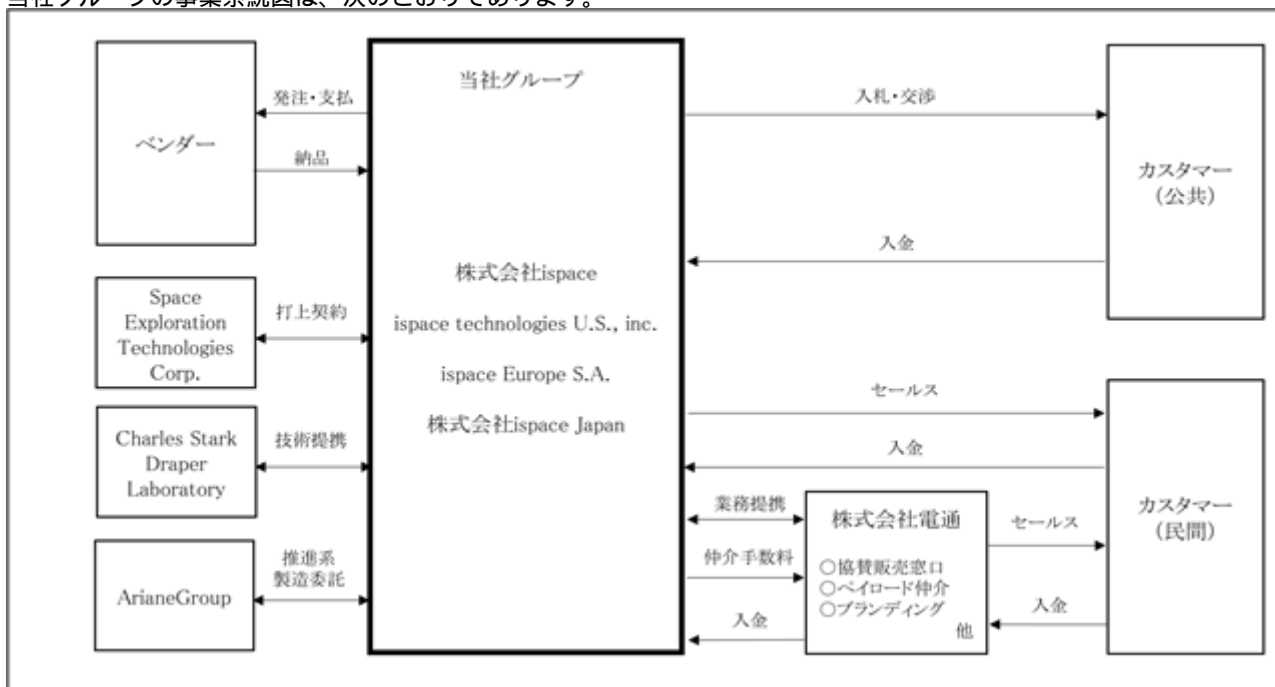 当社グループの事業系統図は、次のとおりであります。
ベンダー
発注・支払
納品
Space
Exploration
Technologies
Corp.
打上契約
Charles Stark
Draper
Laboratory
技術提携
ArianeGroup
推進系
製造委託
当社グループ
株式会社ispace
ispace technologies U.S., inc.
ispace Europe S.A.
株式会社ispace Japan
入札・交渉
入金
カスタマー
(公共)
セールス
入金
業務提携
仲介手数料
入金
株式会社電通
○協賛販売窓口
○ペイロード仲介
○ブランディング
他
セールス
入金
カスタマー
(民間)